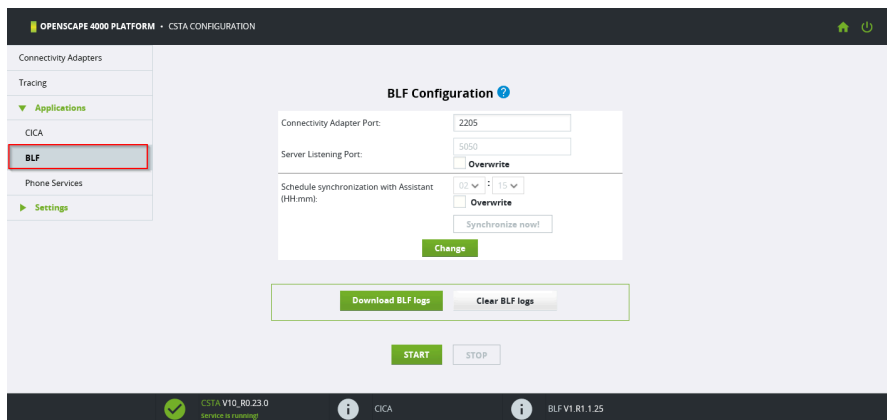 OPENSCAPE 4000 PLATFORM • CSTA CONFIGURATION
Connectivity Adapters
Tracing
Applications
CICA
BLF
Phone Services
Settings
BLF Configuration ?
Connectivity Adapter Port: 2205
Server Listening Port: 5050
Overwrite
Schedule synchronization with Assistant (HH:mm): 02 : 15
Overwrite
Synchronize now!
Change
Download BLF logs Clear BLF logs
START STOP
CSTA V10_R0.23.0
Service is running!
CICA
BLF V1.R1.1.25